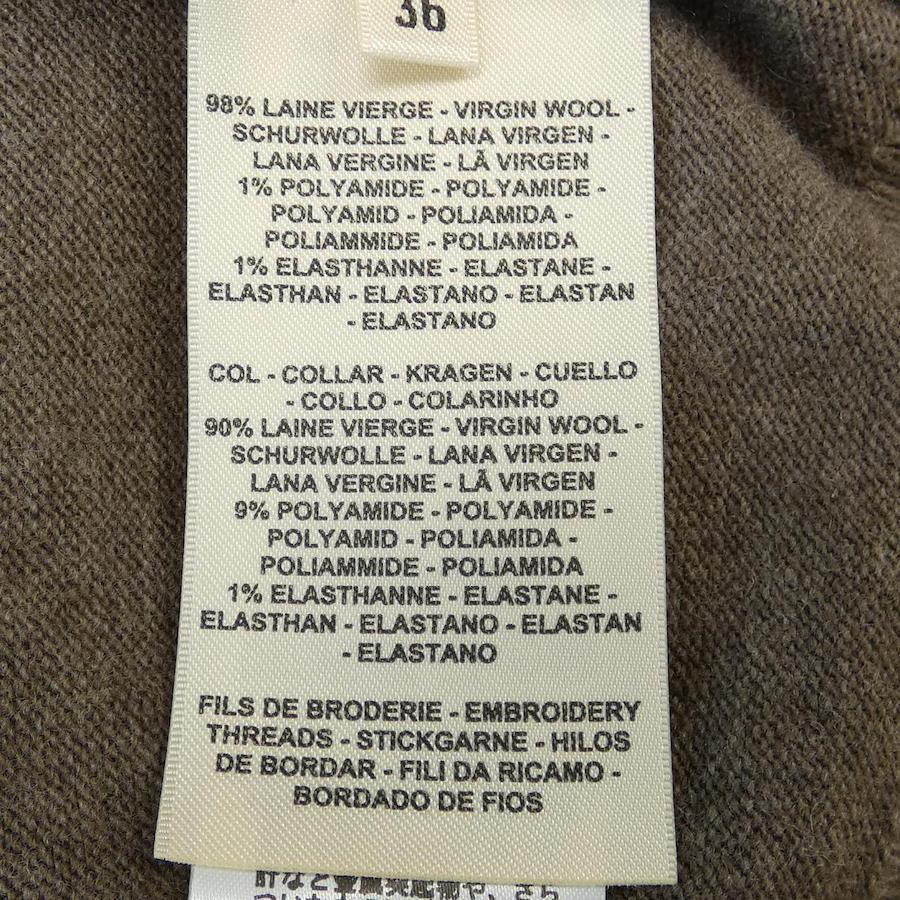 36
98% LAINE VIERGE - VIRGIN WOOL -
SCHURWOLLE - LANA VIRGEN -
LANA VERGINE - LÃ VIRGEN
1% POLYAMIDE - POLYAMIDE -
POLYAMID - POLIAMIDA -
POLIAMMIDE - POLIAMIDA
1% ELASTHANNE - ELASTANE -
ELASTHAN - ELASTANO - ELASTAN
- ELASTANO
COL - COLLAR - KRAGEN - CUELLO
- COLLO - COLARINHO
90% LAINE VIERGE - VIRGIN WOOL -
SCHURWOLLE - LANA VIRGEN -
LANA VERGINE - LÃ VIRGEN
9% POLYAMIDE - POLYAMIDE -
POLYAMID - POLIAMIDA -
POLIAMMIDE - POLIAMIDA
1% ELASTHANNE - ELASTANE -
ELASTHAN - ELASTANO - ELASTAN
- ELASTANO
FILS DE BRODERIE - EMBROIDERY
THREADS - STICKGARNE - HILOS
DE BORDAR - FILI DA RICAMO -
BORDADO DE FIOS